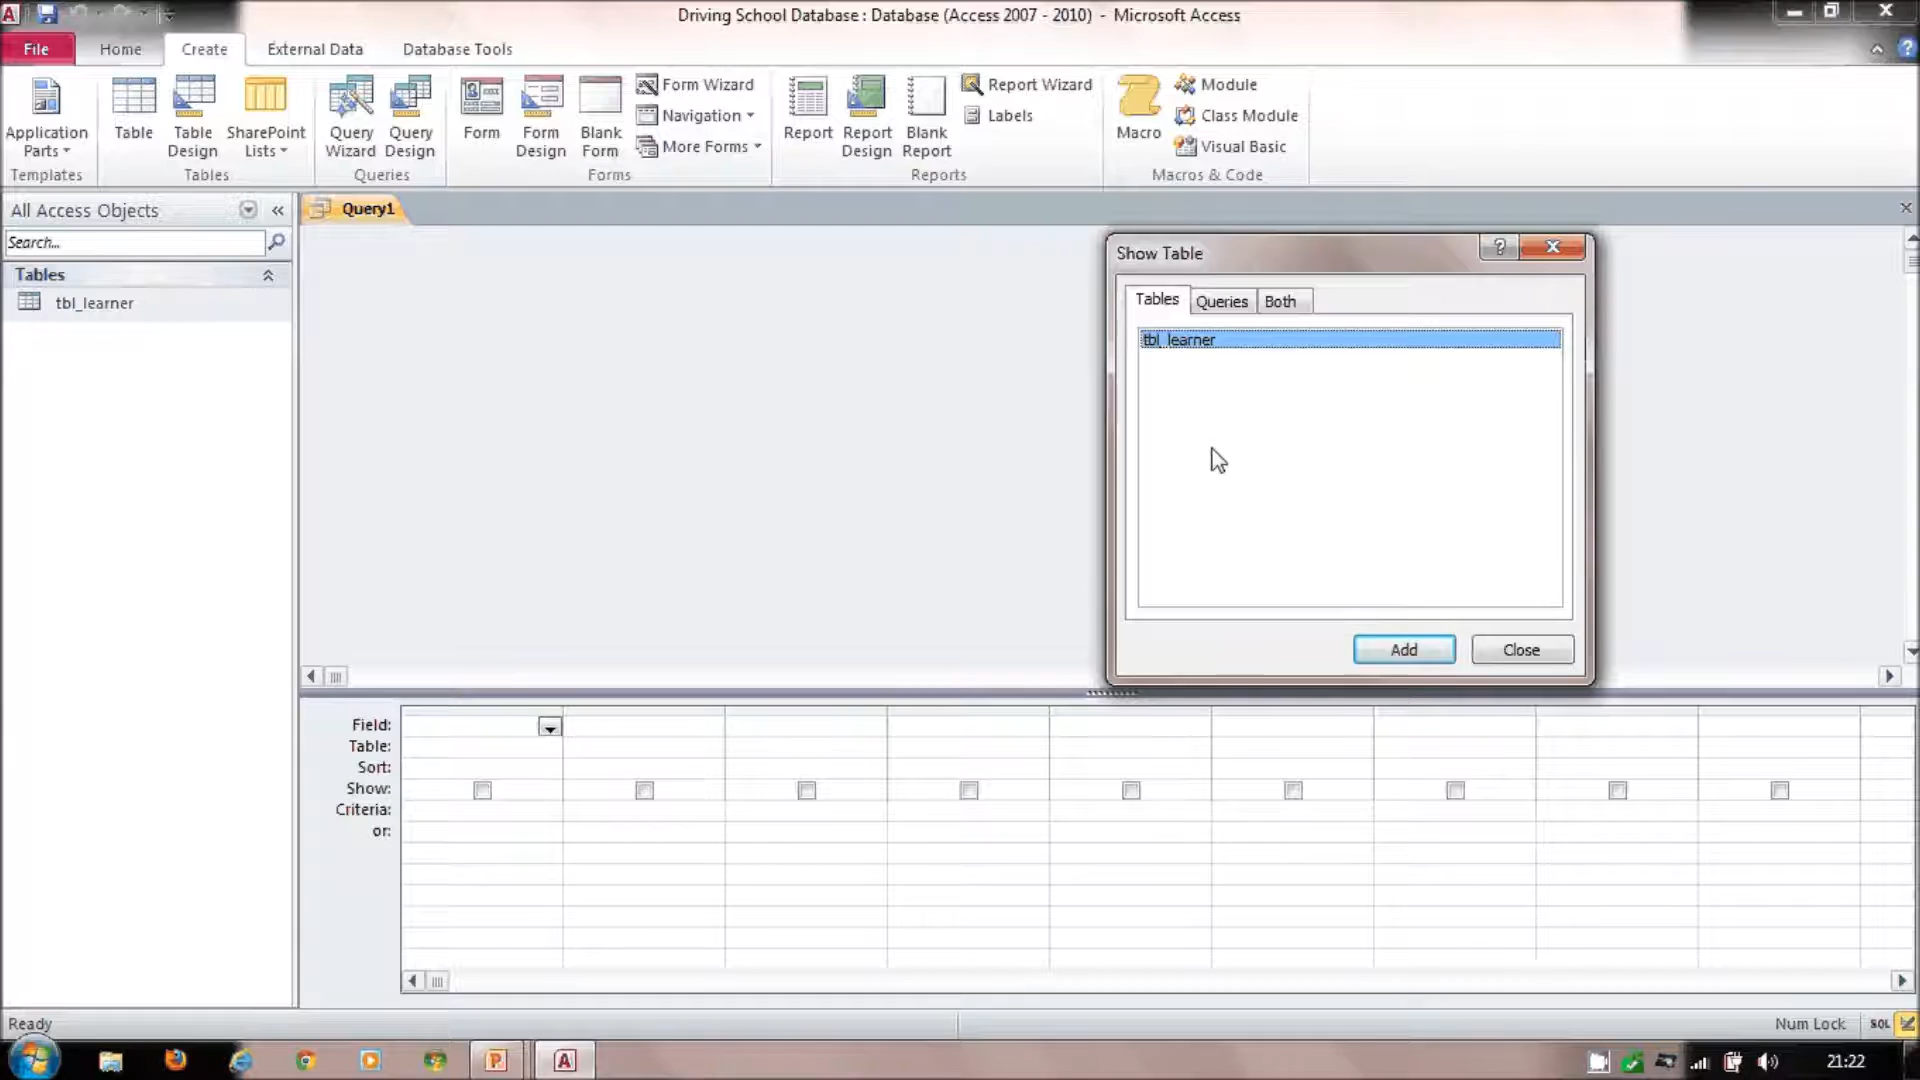 Driving School Database : Database (Access 2007 - 2010) - Microsoft Access
File Home Create External Data Database Tools
Application Parts
Templates
Table
Table Design
SharePoint Lists
Tables
Query Wizard
Query Design
Queries
Form
Form Design
Blank Form
Form Wizard
Navigation
More Forms
Forms
Report
Report Design
Blank Report
Report Wizard
Labels
Reports
Macro
Module
Class Module
Visual Basic
Macros & Code
All Access Objects
Search...
Tables
tbl_learner
Query1
Show Table
Tables Queries Both
tbl_learner
Add Close
Field:
Table:
Sort:
Show:
Criteria:
or:
Ready
Num Lock SQL
21:22